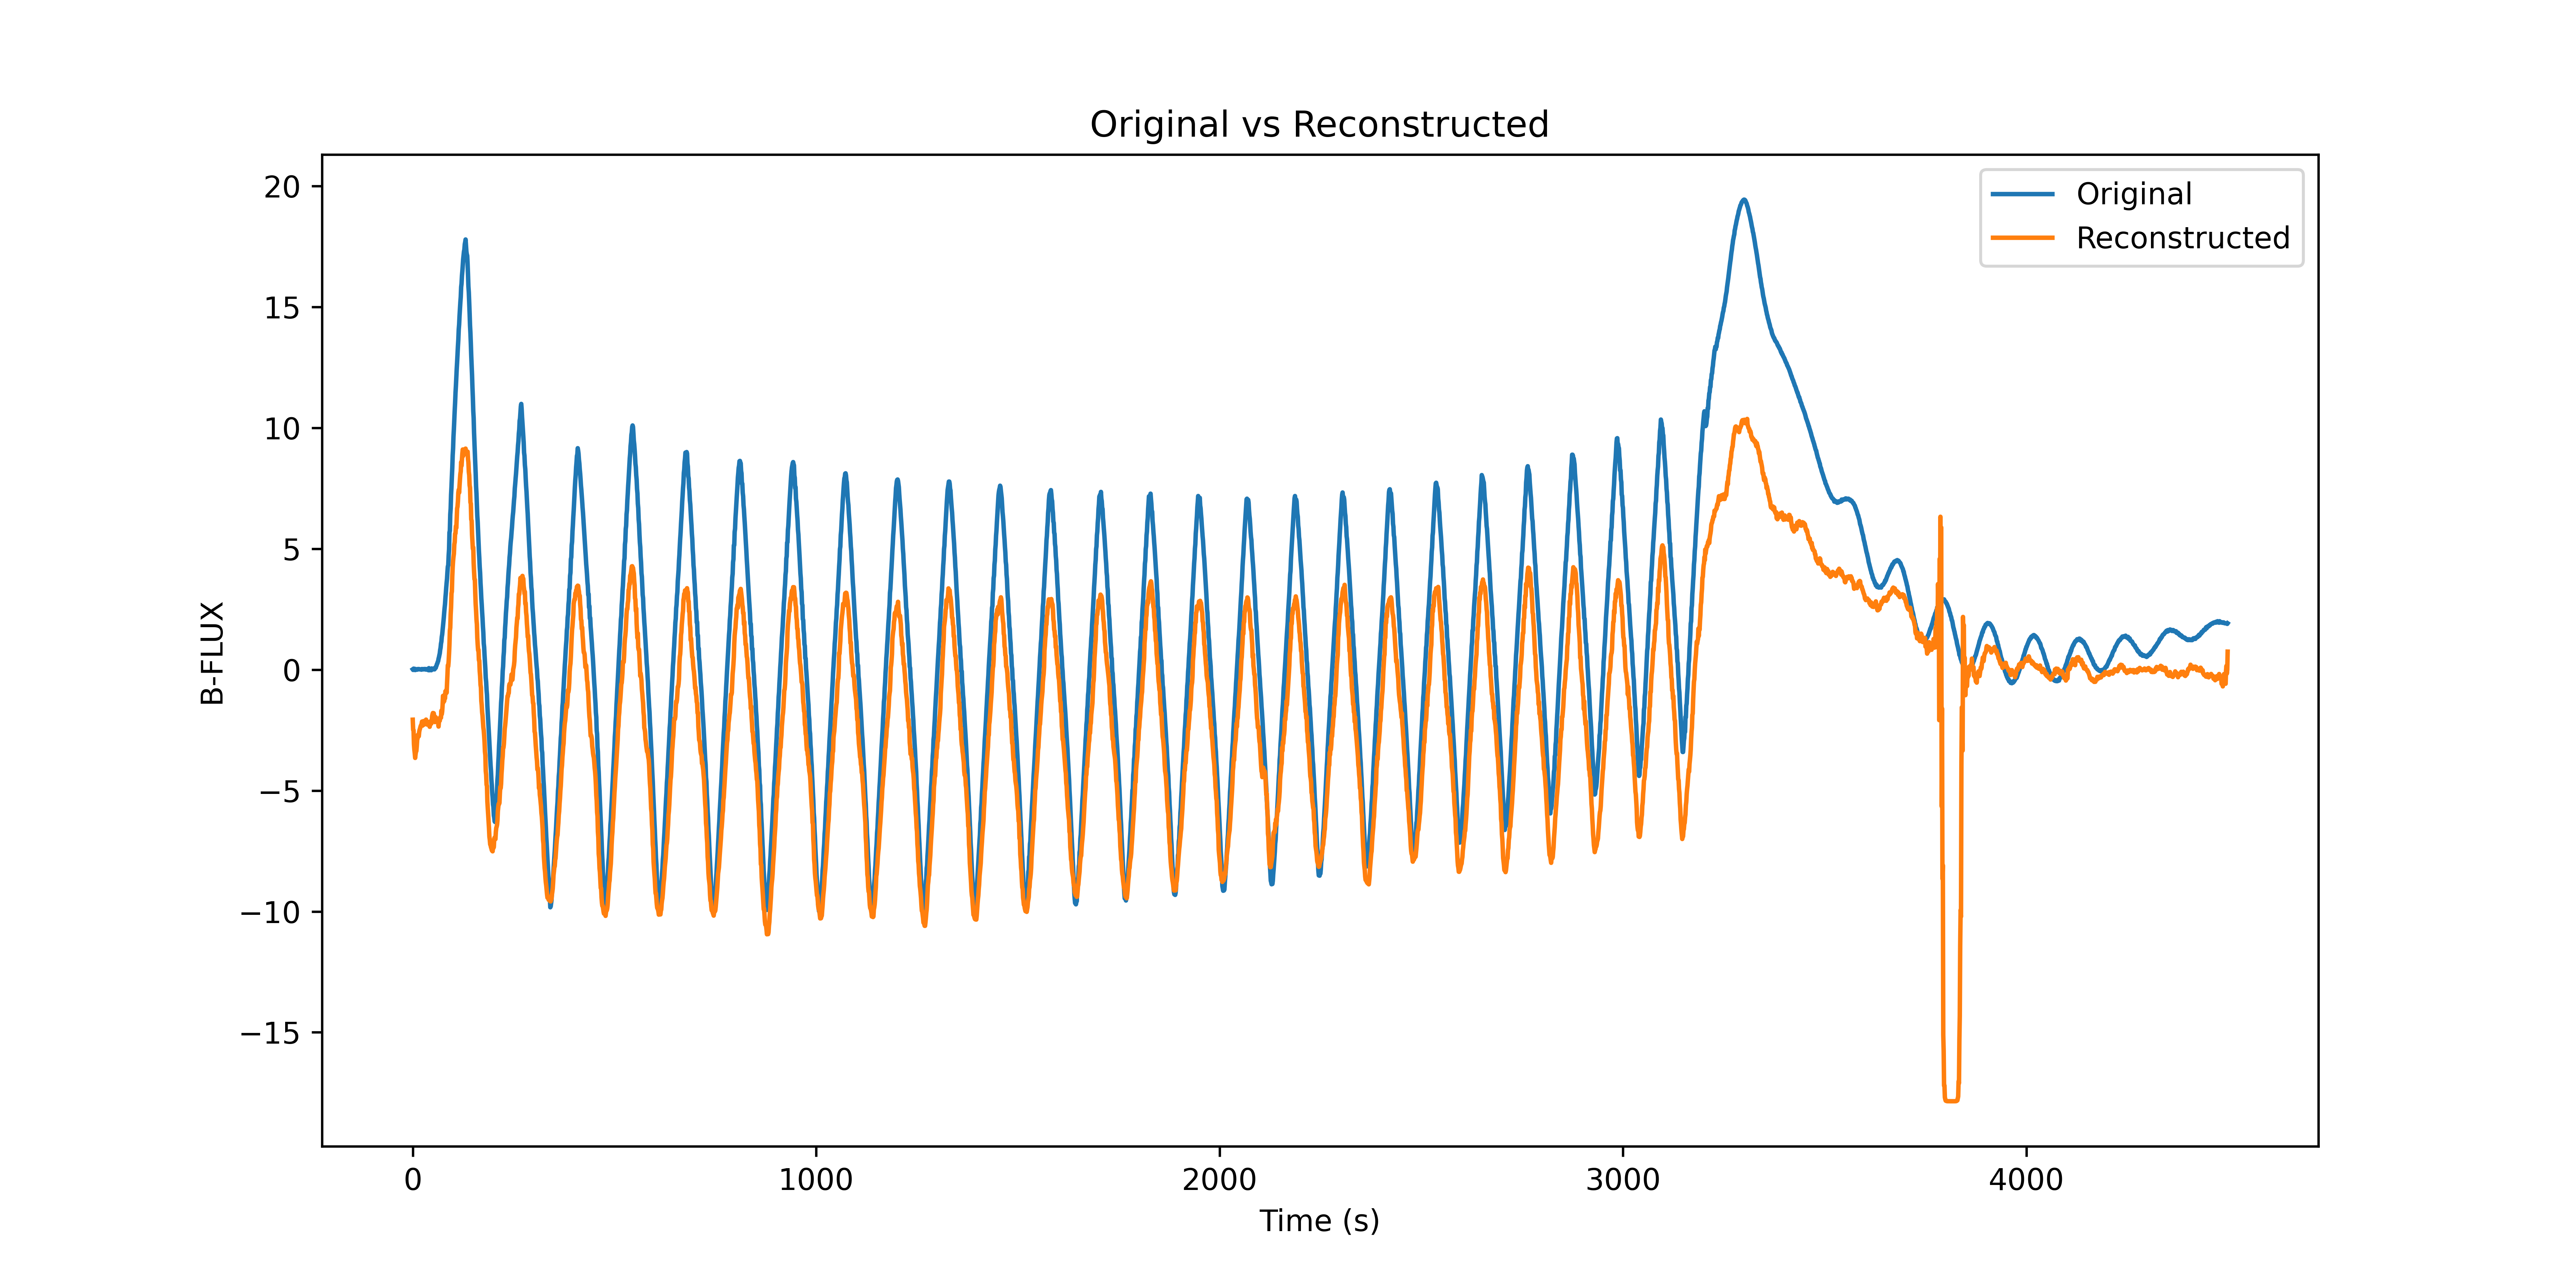 Original vs Reconstructed
Original
Reconstructed
B-FLUX
20
15
10
5
0
−5
−10
−15
0
1000
2000
3000
4000
Time (s)